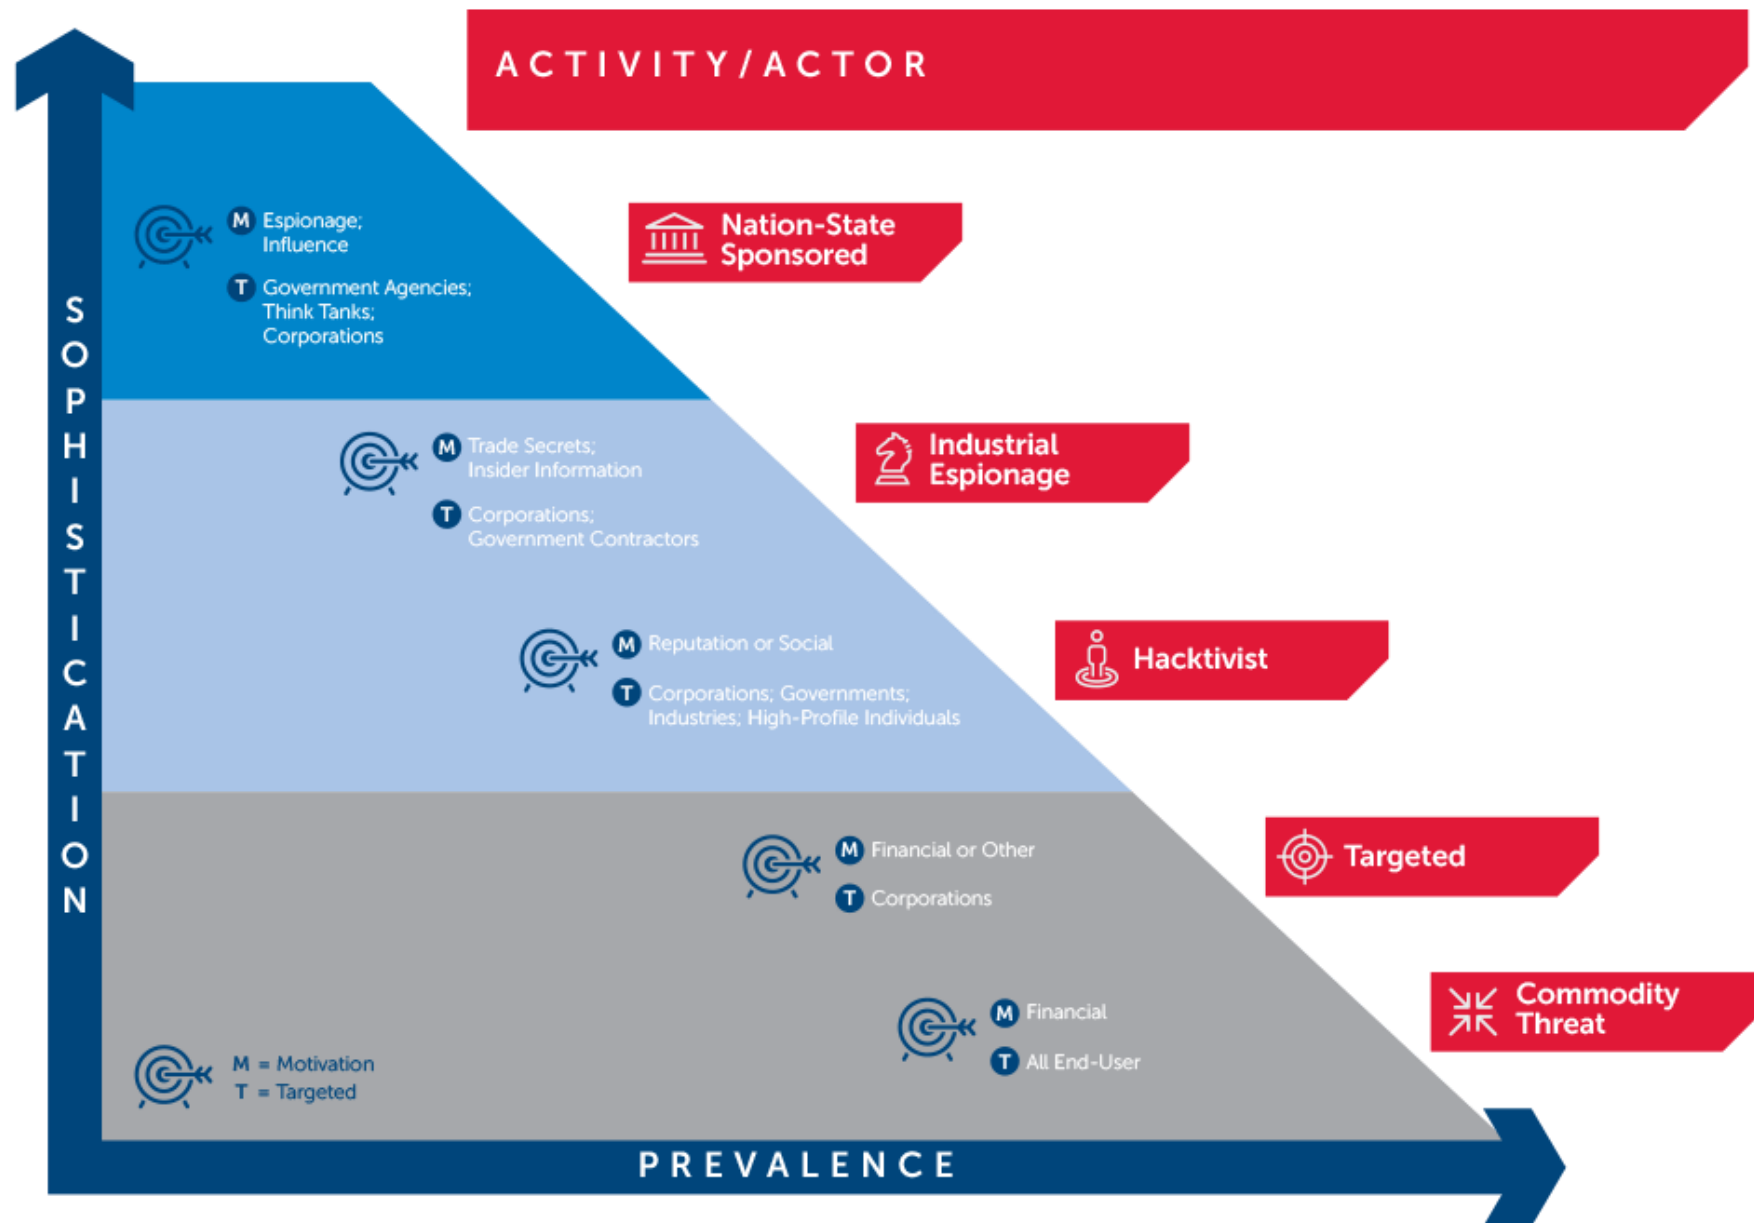 ACTIVITY/ACTOR
SOPHISTICATION
M Espionage;
Influence
T Government Agencies;
Think Tanks;
Corporations
Nation-State
Sponsored
M Trade Secrets;
Insider Information
T Corporations;
Government Contractors
Industrial
Espionage
M Reputation or Social
T Corporations; Governments;
Industries; High-Profile Individuals
Hacktivist
M Financial or Other
T Corporations
Targeted
M Financial
T All End-User
Commodity
Threat
M = Motivation
T = Targeted
PREVALENCE